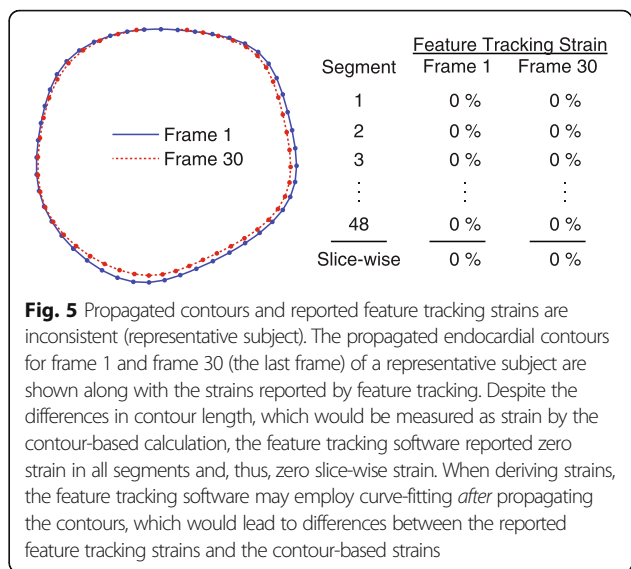 Frame 1
Frame 30
Feature Tracking Strain
Segment Frame 1 Frame 30
1 0 % 0 %
2 0 % 0 %
3 0 % 0 %
⋮ ⋮ ⋮
48 0 % 0 %
Slice-wise 0 % 0 %
Fig. 5 Propagated contours and reported feature tracking strains are
inconsistent (representative subject). The propagated endocardial contours
for frame 1 and frame 30 (the last frame) of a representative subject are
shown along with the strains reported by feature tracking. Despite the
differences in contour length, which would be measured as strain by the
contour-based calculation, the feature tracking software reported zero
strain in all segments and, thus, zero slice-wise strain. When deriving strains,
the feature tracking software may employ curve-fitting after propagating
the contours, which would lead to differences between the reported
feature tracking strains and the contour-based strains